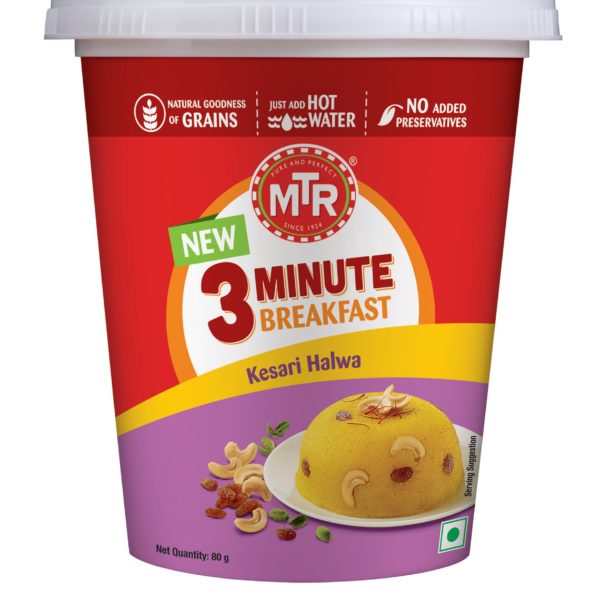 NATURAL GOODNESS
OF GRAINS
JUST ADD HOT
WATER
NO ADDED
PRESERVATIVES
PURE AND PERFECT
MTR
®
SINCE 1924
NEW
3 MINUTE
BREAKFAST
Kesari Halwa
Serving Suggestion
Net Quantity: 80 g